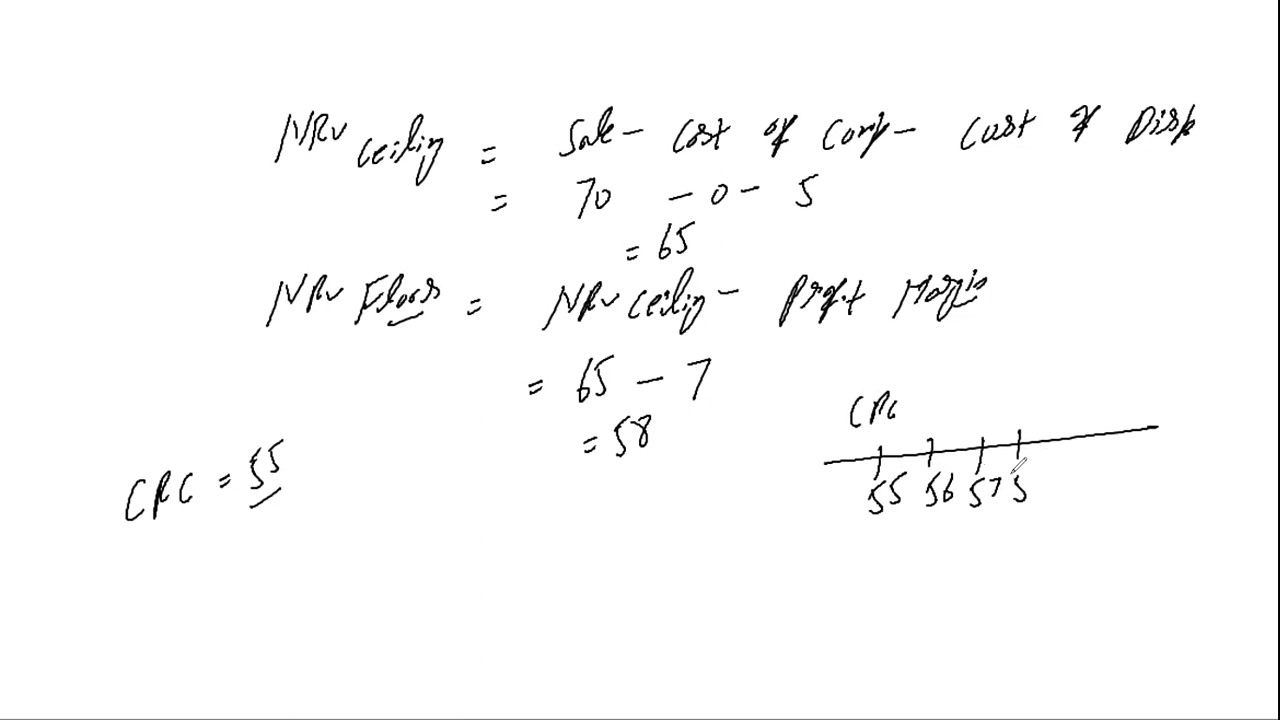 NRV ceiling = Sale - Cost of Comp - Cost of Disp
= 70 - 0 - 5
= 65
NRV Floor = NRV ceiling - Profit Margin
= 65 - 7
= 58
CRC
CRC = 55
55 56 57 5